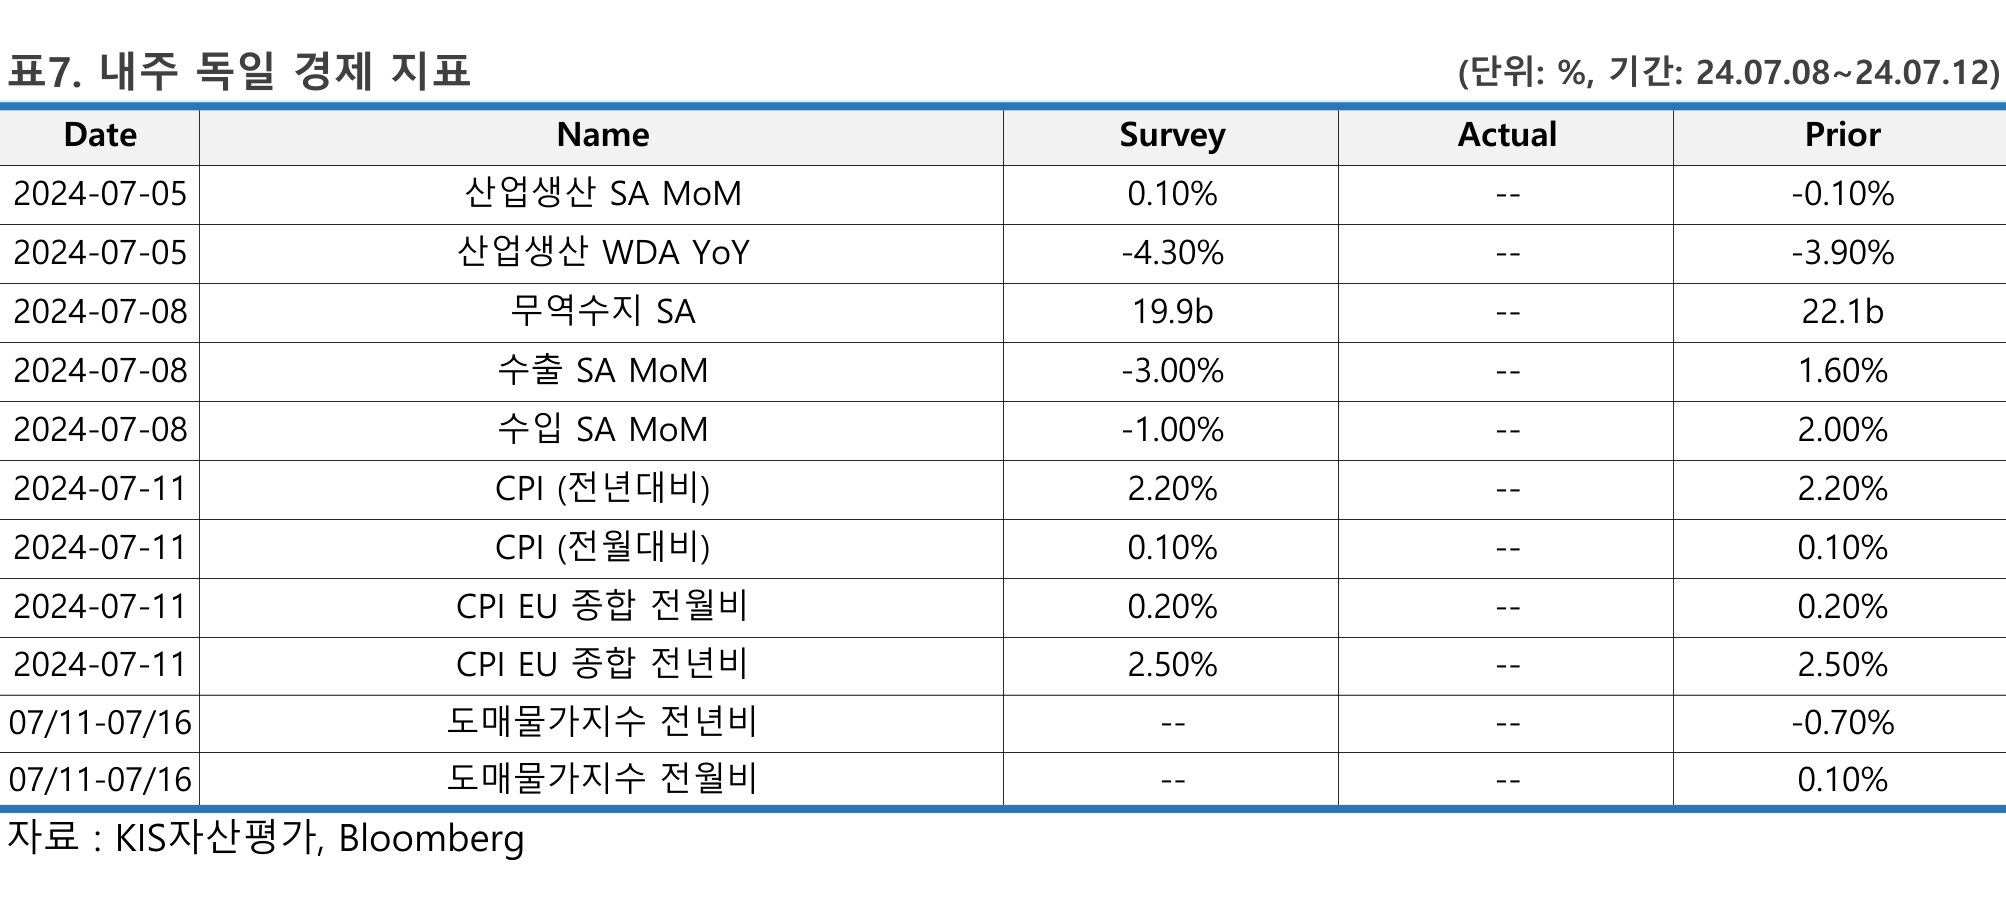 표7. 내주 독일 경제 지표 (단위: %, 기간: 24.07.08~24.07.12)
Date Name Survey Actual Prior
2024-07-05 산업생산 SA MoM 0.10% -- -0.10%
2024-07-05 산업생산 WDA YoY -4.30% -- -3.90%
2024-07-08 무역수지 SA 19.9b -- 22.1b
2024-07-08 수출 SA MoM -3.00% -- 1.60%
2024-07-08 수입 SA MoM -1.00% -- 2.00%
2024-07-11 CPI (전년대비) 2.20% -- 2.20%
2024-07-11 CPI (전월대비) 0.10% -- 0.10%
2024-07-11 CPI EU 종합 전월비 0.20% -- 0.20%
2024-07-11 CPI EU 종합 전년비 2.50% -- 2.50%
07/11-07/16 도매물가지수 전년비 -- -- -0.70%
07/11-07/16 도매물가지수 전월비 -- -- 0.10%
자료 : KIS자산평가, Bloomberg